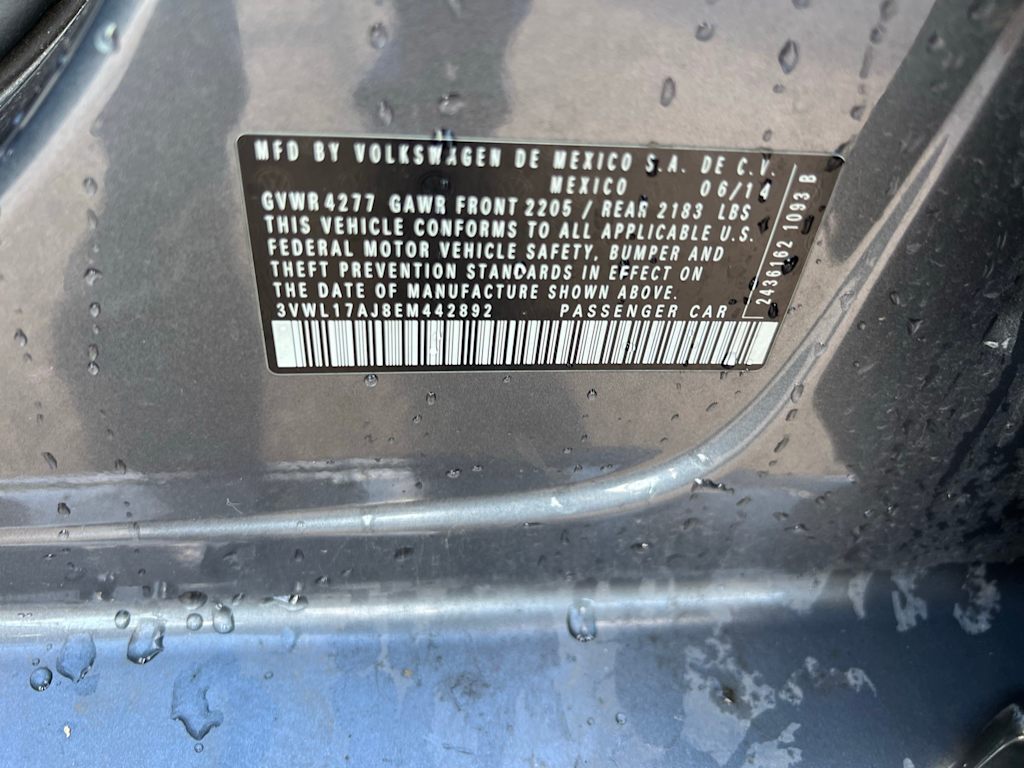 MFD BY VOLKSWAGEN DE MEXICO S.A. DE C.V.
MEXICO 06/14
GVWR 4277 GAWR FRONT 2205 / REAR 2183 LBS
THIS VEHICLE CONFORMS TO ALL APPLICABLE U.S.
FEDERAL MOTOR VEHICLE SAFETY, BUMPER AND
THEFT PREVENTION STANDARDS IN EFFECT ON
THE DATE OF MANUFACTURE SHOWN ABOVE.
3VWL17AJ8EM442892 PASSENGER CAR
2436162 1093 B